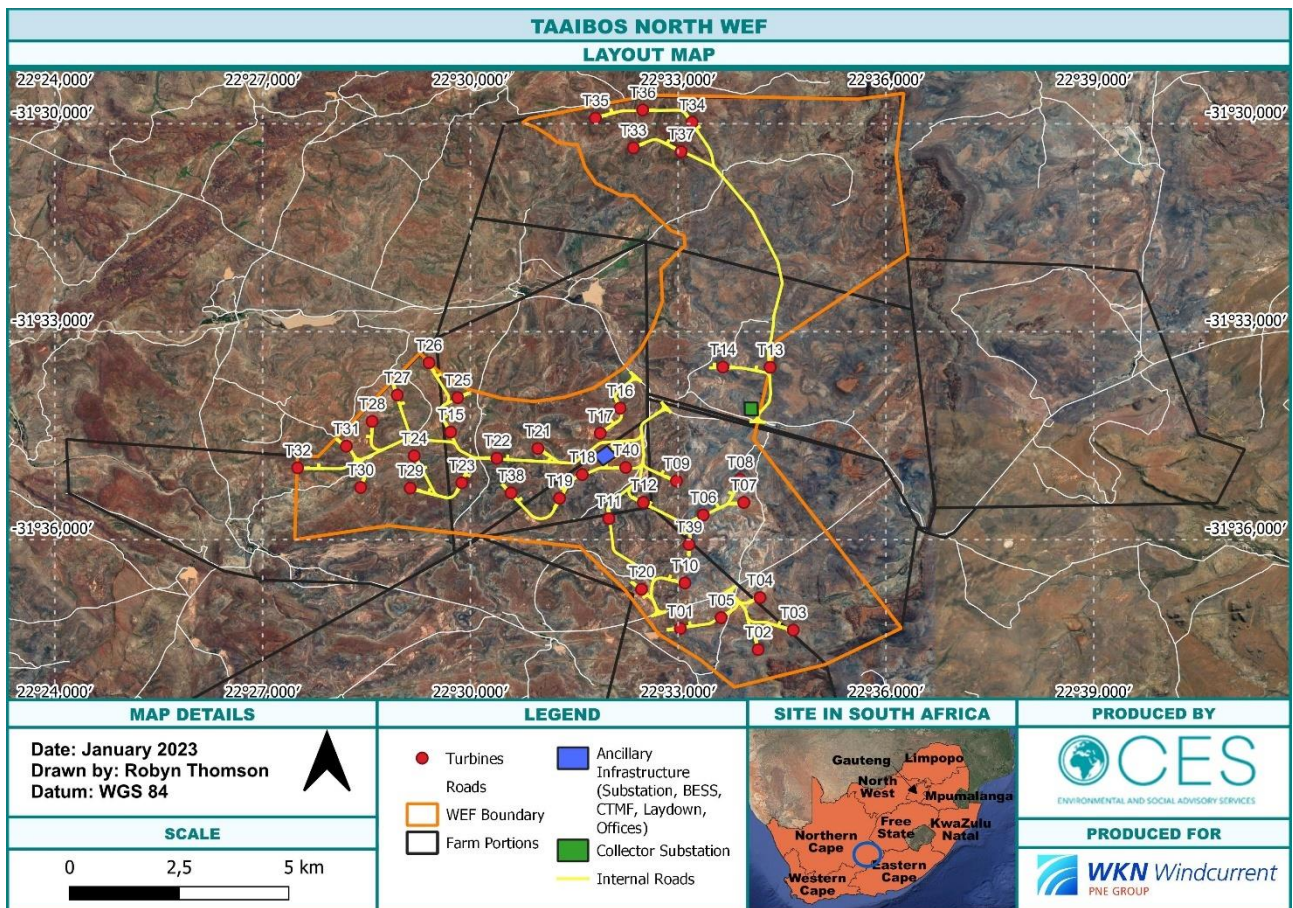 TAAIBOS NORTH WEF
LAYOUT MAP
22°24,000′ 22°27,000′ 22°30,000′ 22°33,000′ 22°36,000′ 22°39,000′
-31°30,000′ -31°30,000′
T35 T36 T34
T33 T37
-31°33,000′ -31°33,000′
T26 T14 T13
T27 T25
T28 T16
T31 T15 T17
T32 T24 T22 T21 T40
T30 T29 T23 T38 T18 T09 T08
T19 T12 T06 T07
T11 T39
-31°36,000′ -31°36,000′
T20 T10 T04
T01 T05 T03
T02
22°24,000′ 22°27,000′ 22°30,000′ 22°33,000′ 22°36,000′ 22°39,000′
MAP DETAILS
Date: January 2023
Drawn by: Robyn Thomson
Datum: WGS 84
SCALE
0 2,5 5 km
LEGEND
Turbines
Roads
WEF Boundary
Farm Portions
Ancillary
Infrastructure
(Substation, BESS,
CTMF, Laydown,
Offices)
Collector Substation
Internal Roads
SITE IN SOUTH AFRICA
Gauteng Limpopo
North
West
Mpumalanga
Free
State
KwaZulu
Natal
Northern
Cape
Eastern
Cape
Western
Cape
PRODUCED BY
CES
ENVIRONMENTAL AND SOCIAL ADVISORY SERVICES
PRODUCED FOR
WKN Windcurrent
PNE GROUP